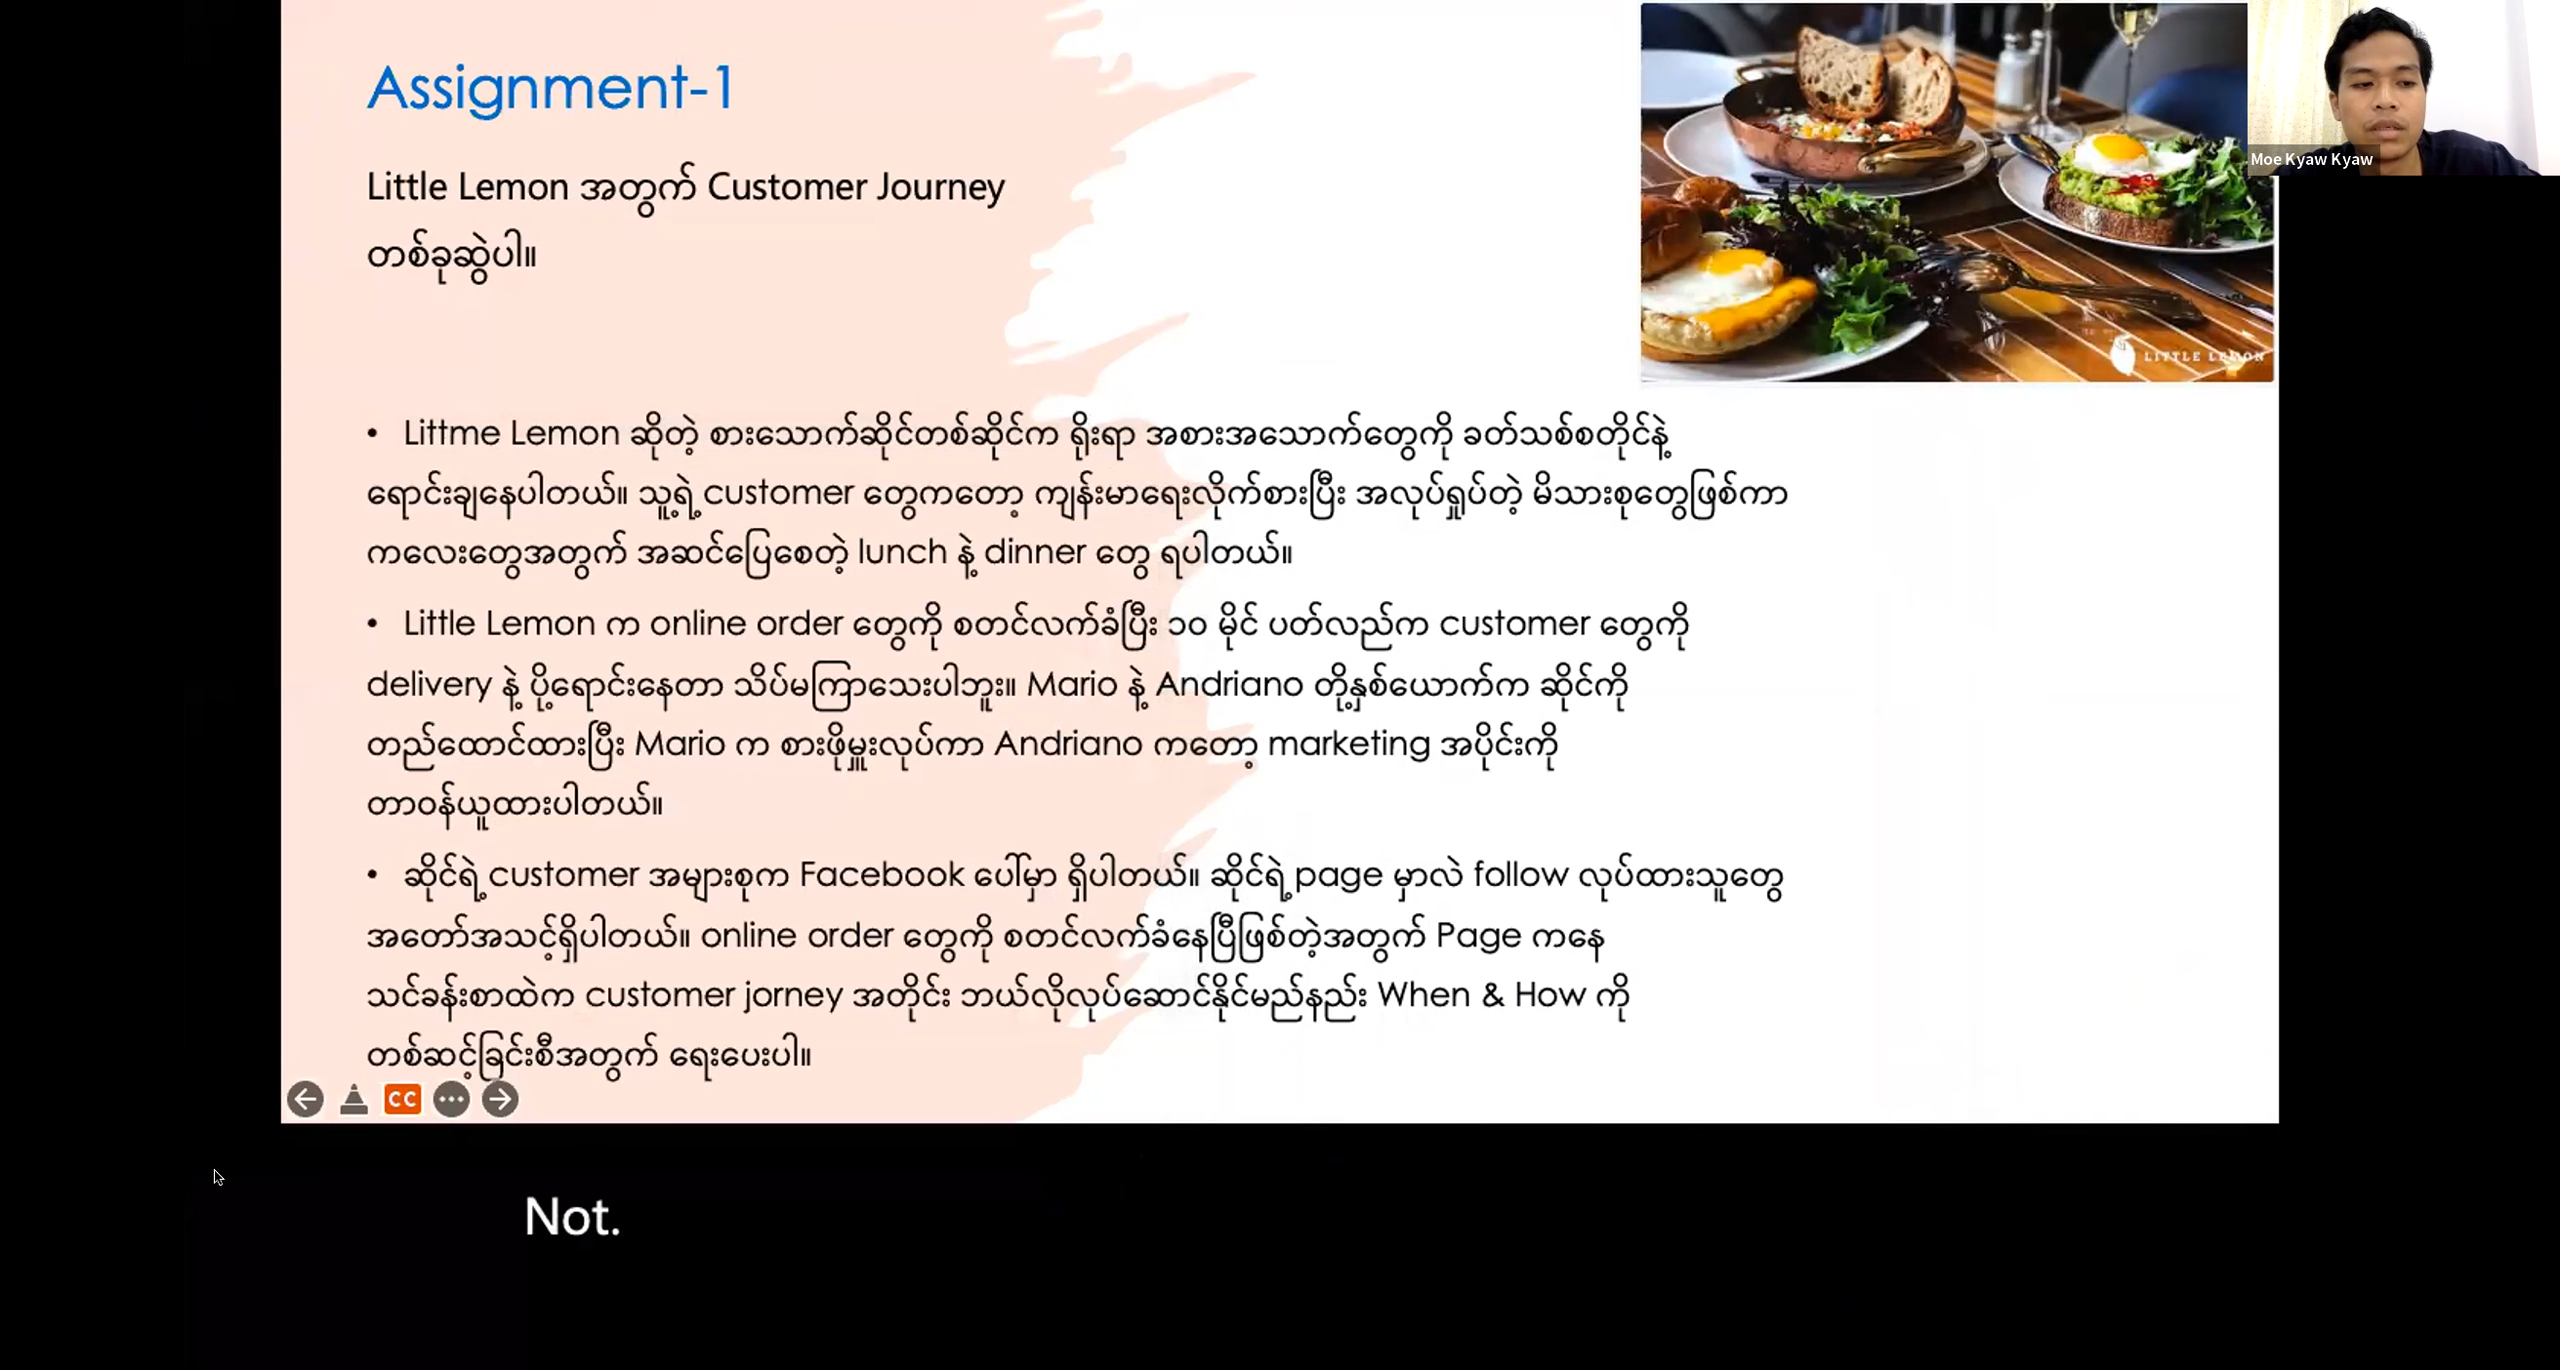 Assignment-1
Little Lemon အတွက် Customer Journey
တစ်ခုဆွဲပါ။
LITTLE LEMON
Moe Kyaw Kyaw
• Littme Lemon ဆိုတဲ့ စားသောက်ဆိုင်တစ်ဆိုင်က ရိုးရာ အစားအသောက်တွေကို ခတ်သစ်စတိုင်နဲ့
ရောင်းချနေပါတယ်။ သူ့ရဲ့ customer တွေကတော့ ကျန်းမာရေးလိုက်စားပြီး အလုပ်ရှုပ်တဲ့ မိသားစုတွေဖြစ်ကာ
ကလေးတွေအတွက် အဆင်ပြေစေတဲ့ lunch နဲ့ dinner တွေ ရပါတယ်။
• Little Lemon က online order တွေကို စတင်လက်ခံပြီး ၁၀ မိုင် ပတ်လည်က customer တွေကို
delivery နဲ့ ပို့ရောင်းနေတာ သိပ်မကြာသေးပါဘူး။ Mario နဲ့ Andriano တို့နှစ်ယောက်က ဆိုင်ကို
တည်ထောင်ထားပြီး Mario က စားဖိုမှူးလုပ်ကာ Andriano ကတော့ marketing အပိုင်းကို
တာဝန်ယူထားပါတယ်။
• ဆိုင်ရဲ့ customer အများစုက Facebook ပေါ်မှာ ရှိပါတယ်။ ဆိုင်ရဲ့ page မှာလဲ follow လုပ်ထားသူတွေ
အတော်အသင့်ရှိပါတယ်။ online order တွေကို စတင်လက်ခံနေပြီဖြစ်တဲ့အတွက် Page ကနေ
သင်ခန်းစာထဲက customer jorney အတိုင်း ဘယ်လိုလုပ်ဆောင်နိုင်မည်နည်း When & How ကို
တစ်ဆင့်ခြင်းစီအတွက် ရေးပေးပါ။
CC
Not.